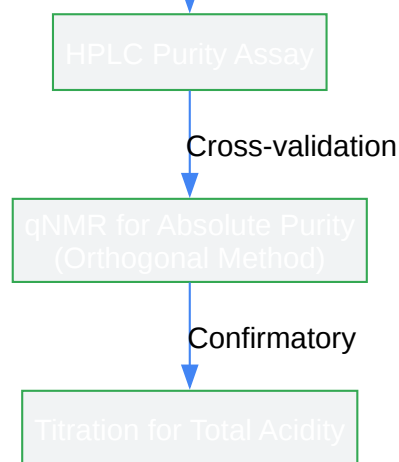 HPLC Purity Assay
Cross-validation
qNMR for Absolute Purity
(Orthogonal Method)
Confirmatory
Titration for Total Acidity